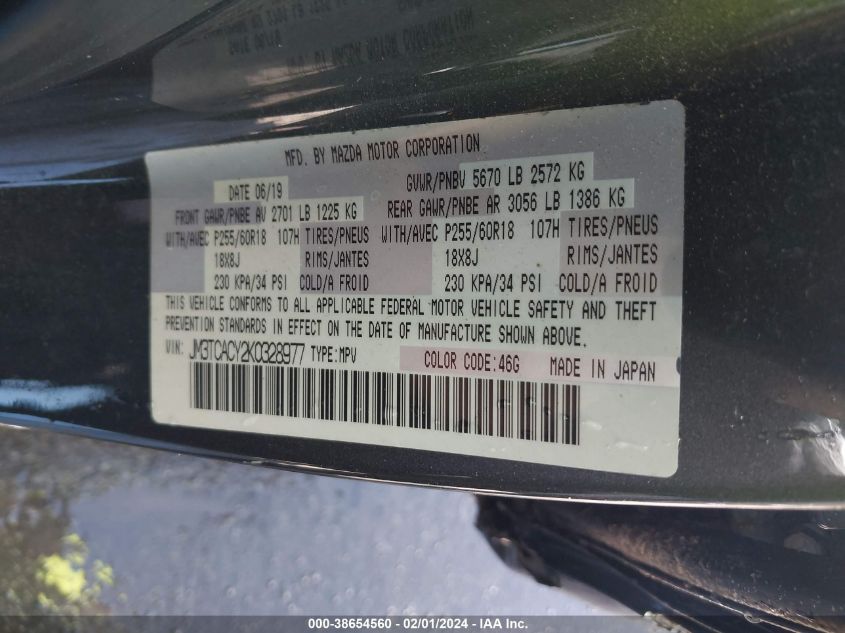 MFD. BY MAZDA MOTOR CORPORATION
DATE 06/19 GVWR/PNBV 5670 LB 2572 KG
FRONT GAWR/PNBE AV 2701 LB 1225 KG REAR GAWR/PNBE AR 3056 LB 1386 KG
WITH/AVEC P255/60R18 107H TIRES/PNEUS WITH/AVEC P255/60R18 107H TIRES/PNEUS
18X8J RIMS/JANTES 18X8J RIMS/JANTES
230 KPA/34 PSI COLD/A FROID 230 KPA/34 PSI COLD/A FROID
THIS VEHICLE CONFORMS TO ALL APPLICABLE FEDERAL MOTOR VEHICLE SAFETY AND THEFT
PREVENTION STANDARDS IN EFFECT ON THE DATE OF MANUFACTURE SHOWN ABOVE.
VIN: JM3TCACY2K0328977 TYPE:MPV COLOR CODE:46G MADE IN JAPAN
000-38654560 - 02/01/2024 - IAAI.com